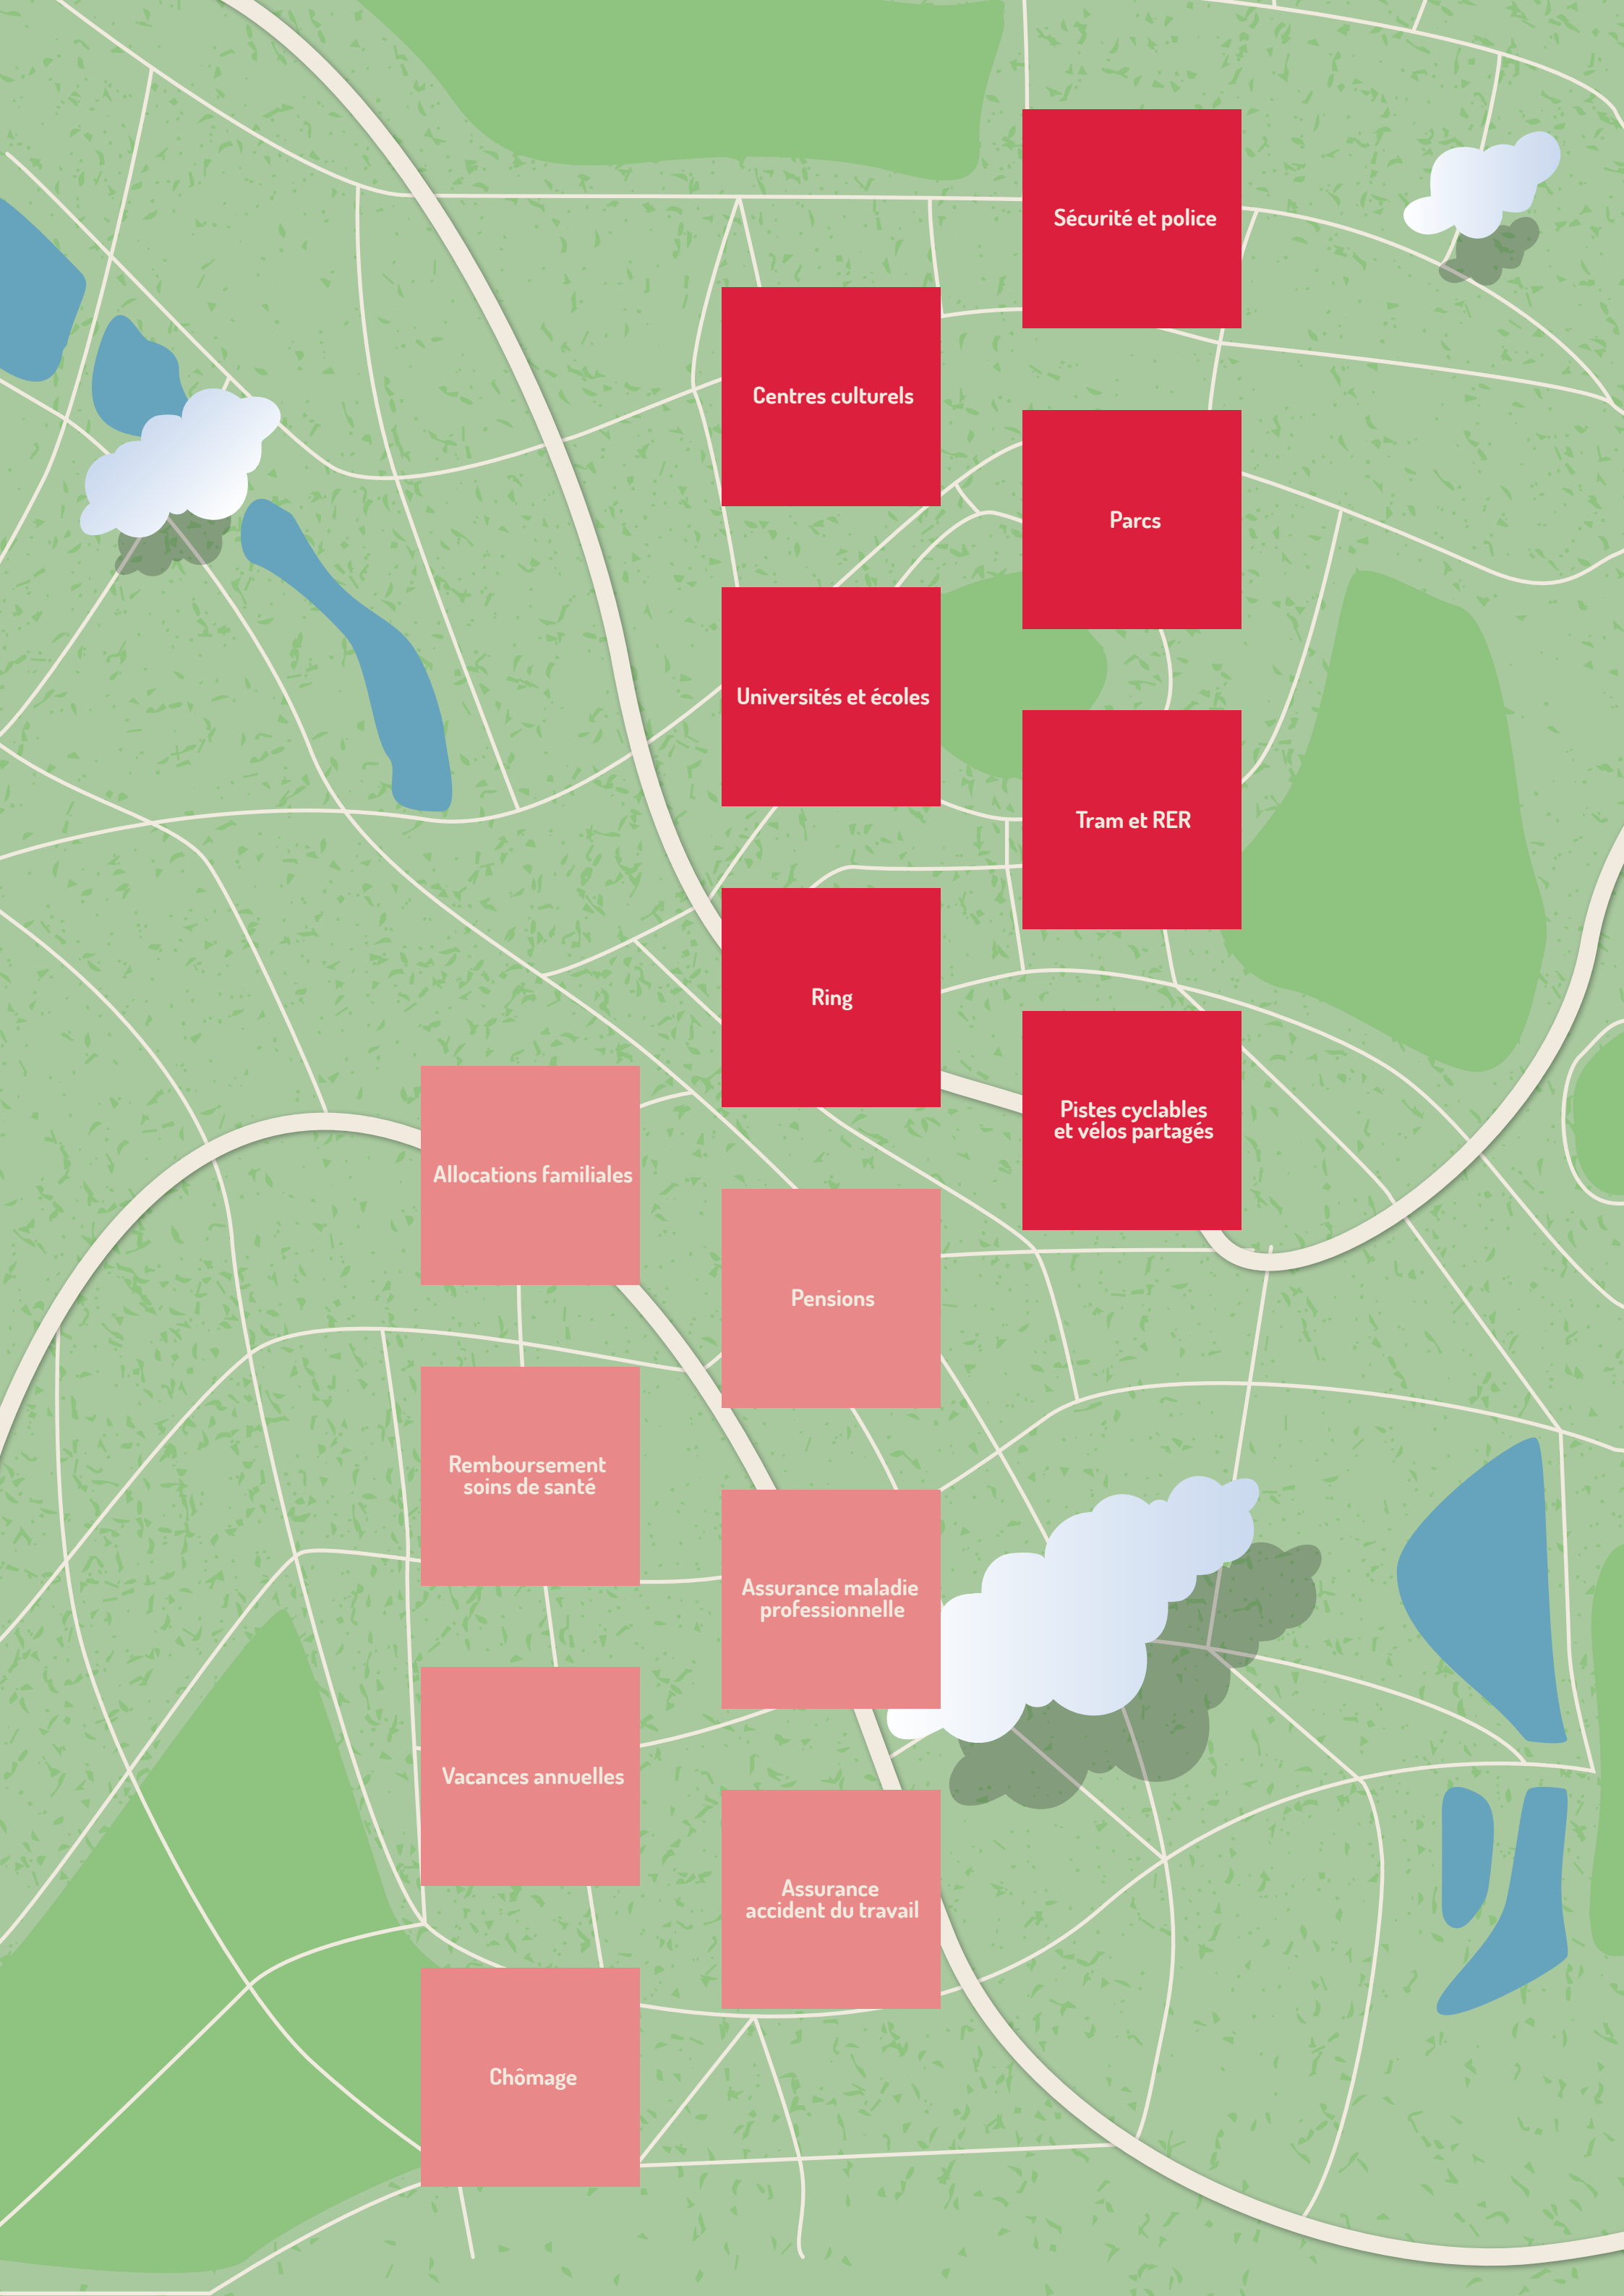 Sécurité et police
Centres culturels
Parcs
Universités et écoles
Tram et RER
Ring
Pistes cyclables
et vélos partagés
Allocations familiales
Pensions
Remboursement
soins de santé
Assurance maladie
professionnelle
Vacances annuelles
Assurance
accident du travail
Chômage